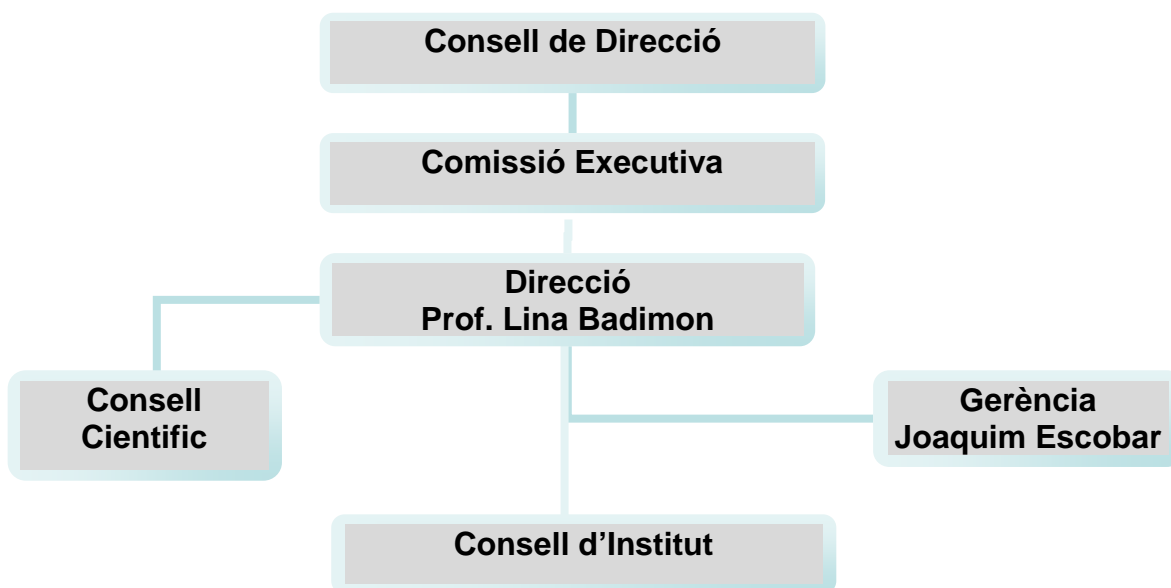 Consell de Direcció
Comissió Executiva
Direcció
Prof. Lina Badimon
Consell
Cientific
Gerència
Joaquim Escobar
Consell d’Institut